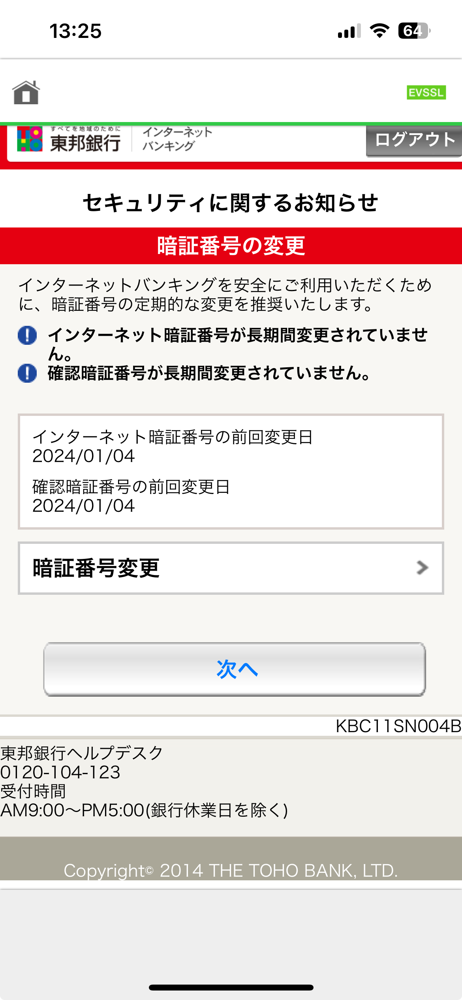 13:25
64
EVSSL
TOHO
すべてを地域のために
東邦銀行
インターネット
バンキング
ログアウト
セキュリティに関するお知らせ
暗証番号の変更
インターネットバンキングを安全にご利用いただくため
に、暗証番号の定期的な変更を推奨いたします。
インターネット暗証番号が長期間変更されていませ
ん。
確認暗証番号が長期間変更されていません。
インターネット暗証番号の前回変更日
2024/01/04
確認暗証番号の前回変更日
2024/01/04
暗証番号変更
次へ
KBC11SN004B
東邦銀行ヘルプデスク
0120-104-123
受付時間
AM9:00～PM5:00(銀行休業日を除く)
Copyright© 2014 THE TOHO BANK, LTD.